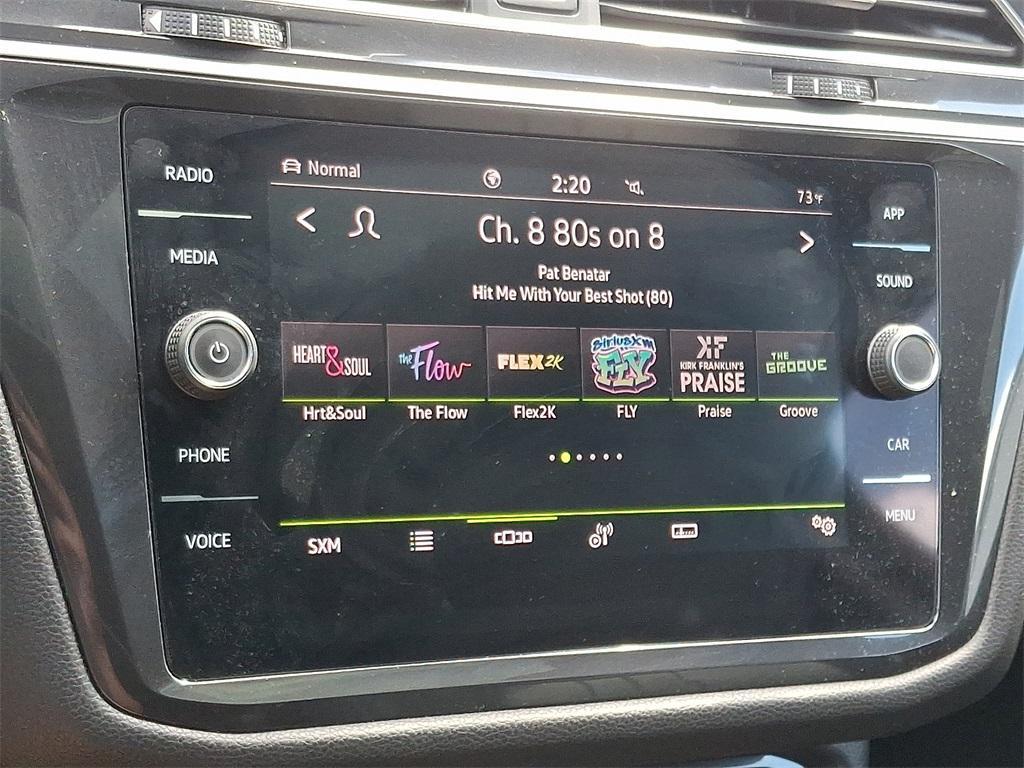 RADIO
MEDIA
PHONE
VOICE
Normal
2:20
73°F
Ch. 8 80s on 8
Pat Benatar
Hit Me With Your Best Shot (80)
HEART&SOUL
the Flow
FLEX2K
SiriusXM
FLY
KF
KIRK FRANKLIN'S
PRAISE
THE
GROOVE
Hrt&Soul
The Flow
Flex2K
FLY
Praise
Groove
SXM
APP
SOUND
CAR
MENU